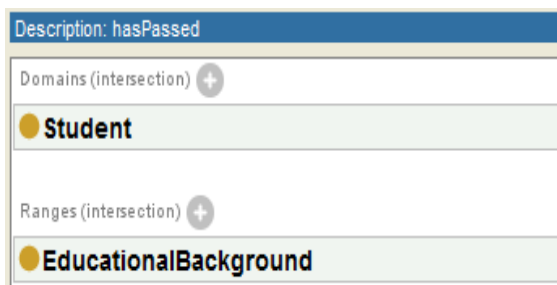 Description: hasPassed
Domains (intersection)
Student
Ranges (intersection)
EducationalBackground